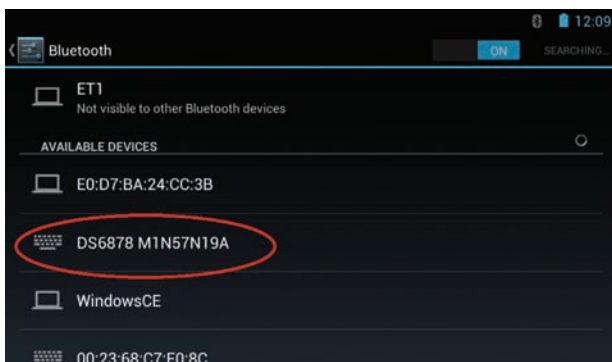 12:09
Bluetooth ON SEARCHING...
ET1
Not visible to other Bluetooth devices
AVAILABLE DEVICES
E0:D7:BA:24:CC:3B
DS6878 M1N57N19A
WindowsCE
00:23:68:C7:F0:8C